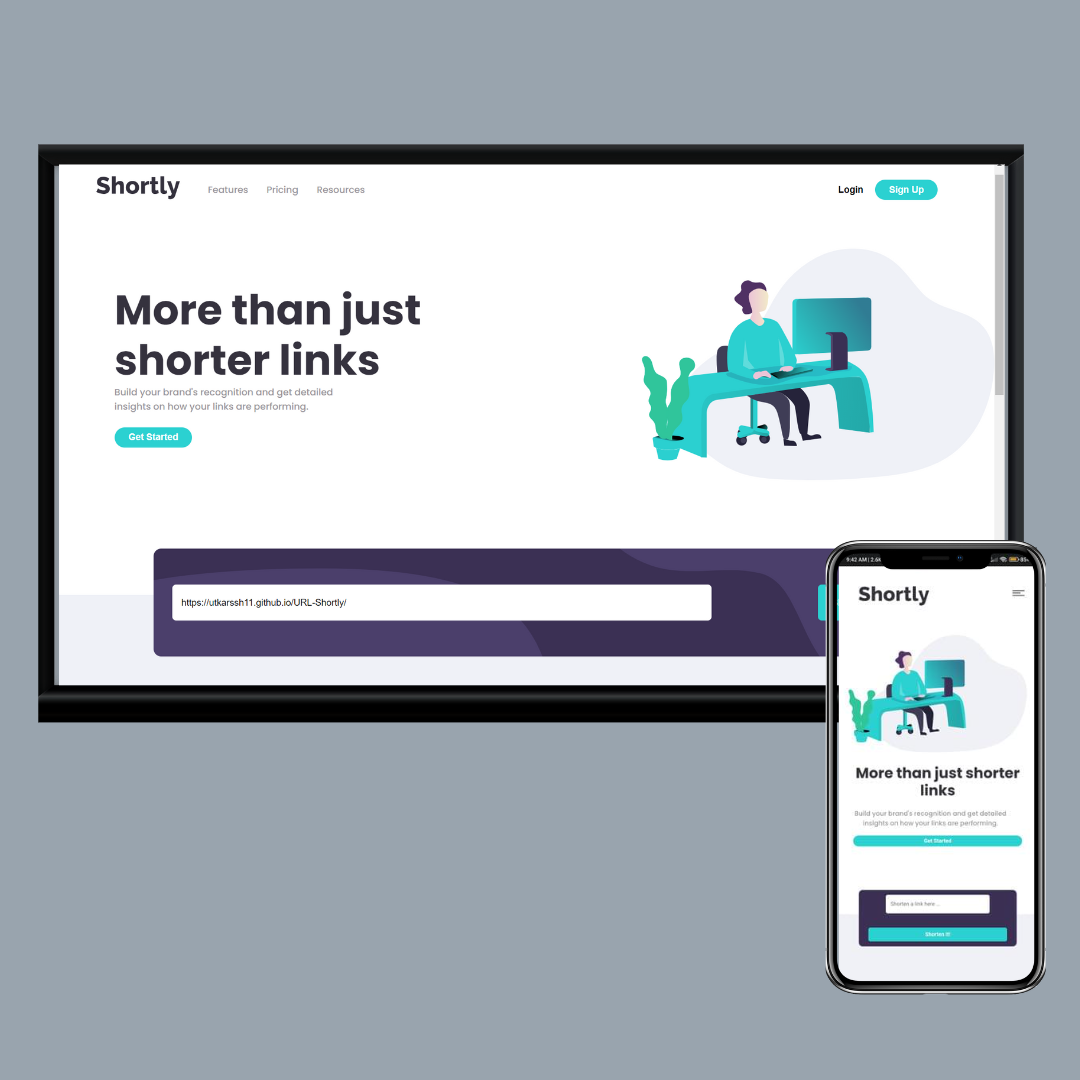 Shortly
Features
Pricing
Resources
Login
Sign Up
More than just
shorter links
Build your brand's recognition and get detailed
insights on how your links are performing.
Get Started
https://utkarssh11.github.io/URL-Shortly/
9:42 AM | 2.6k
Shortly
More than just shorter
links
Build your brand's recognition and get detailed
insights on how your links are performing.
Get Started
Shorten a link here ...
Shorten It!